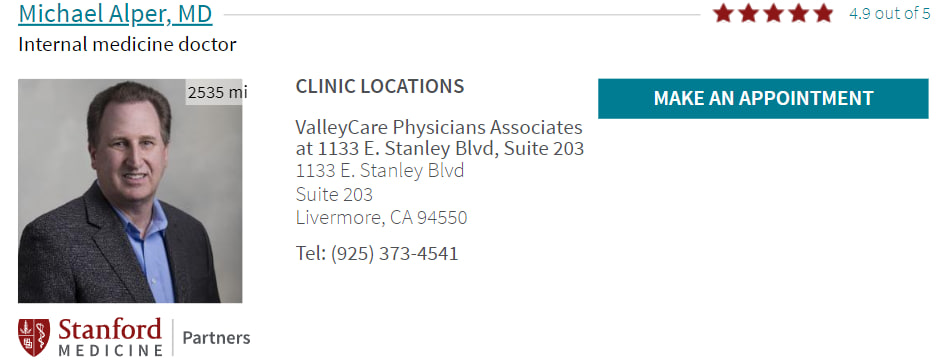 Michael Alper, MD
4.9 out of 5
Internal medicine doctor
2535 mi
CLINIC LOCATIONS
MAKE AN APPOINTMENT
ValleyCare Physicians Associates
at 1133 E. Stanley Blvd, Suite 203
1133 E. Stanley Blvd
Suite 203
Livermore, CA 94550
Tel: (925) 373-4541
Stanford
MEDICINE
Partners